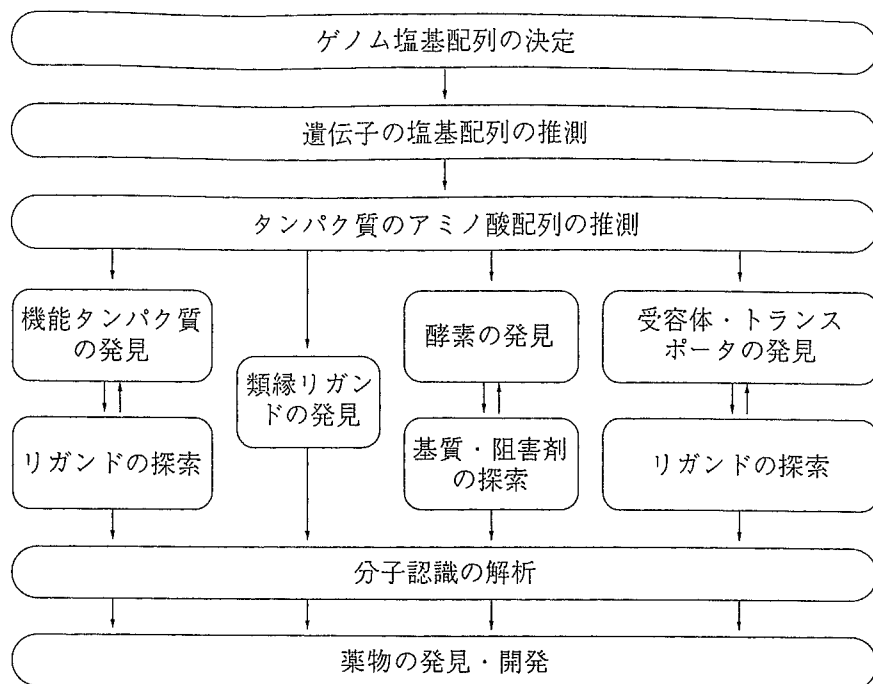 ゲノム塩基配列の決定
遺伝子の塩基配列の推測
タンパク質のアミノ酸配列の推測
機能タンパク質
の発見
リガンドの探索
類縁リガン
ドの発見
酵素の発見
基質・阻害剤
の探索
受容体・トランス
ポータの発見
リガンドの探索
分子認識の解析
薬物の発見・開発